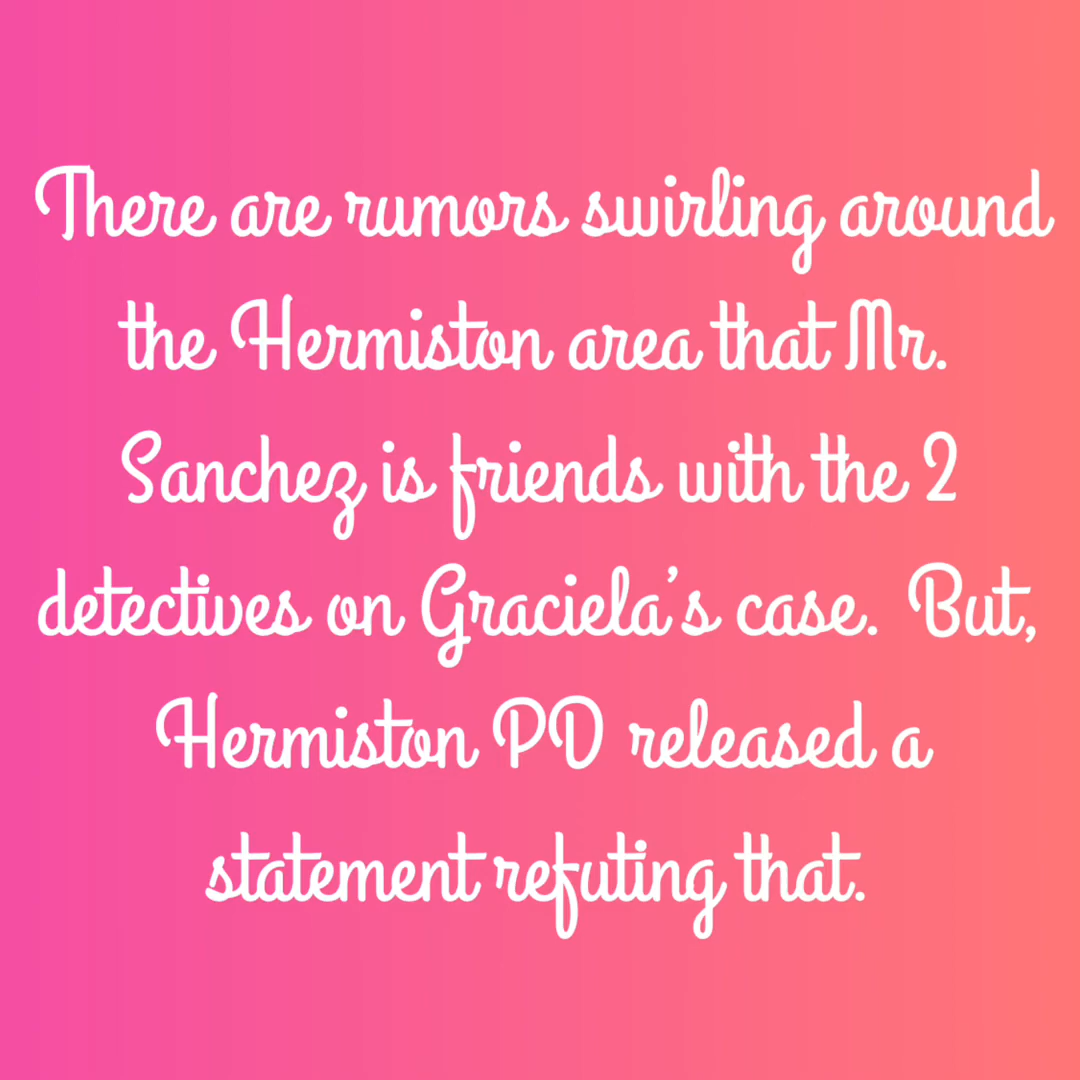 There are rumors swirling around
the Hermiston area that Mr.
Sanchez is friends with the 2
detectives on Graciela's case. But,
Hermiston PD released a
statement refuting that.